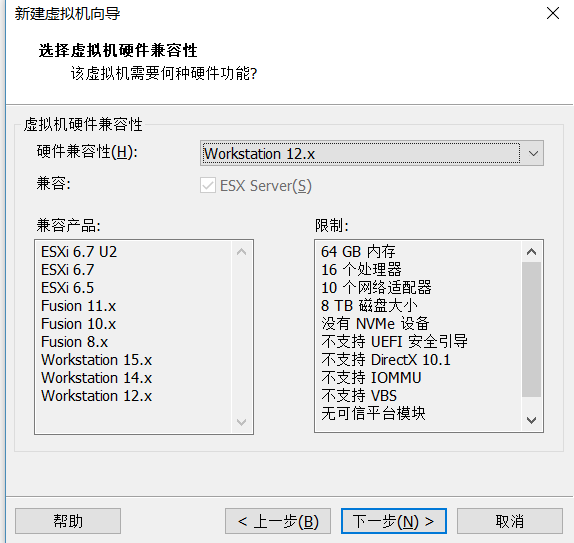 新建虚拟机向导
选择虚拟机硬件兼容性
该虚拟机需要何种硬件功能?
虚拟机硬件兼容性
硬件兼容性(H):
Workstation 12.x
兼容:
ESX Server(S)
兼容产品:
ESXi 6.7 U2
ESXi 6.7
ESXi 6.5
Fusion 11.x
Fusion 10.x
Fusion 8.x
Workstation 15.x
Workstation 14.x
Workstation 12.x
限制:
64 GB 内存
16 个处理器
10 个网络适配器
8 TB 磁盘大小
没有 NVMe 设备
不支持 UEFI 安全引导
不支持 DirectX 10.1
不支持 IOMMU
不支持 VBS
无可信平台模块
帮助
< 上一步(B)
下一步(N) >
取消